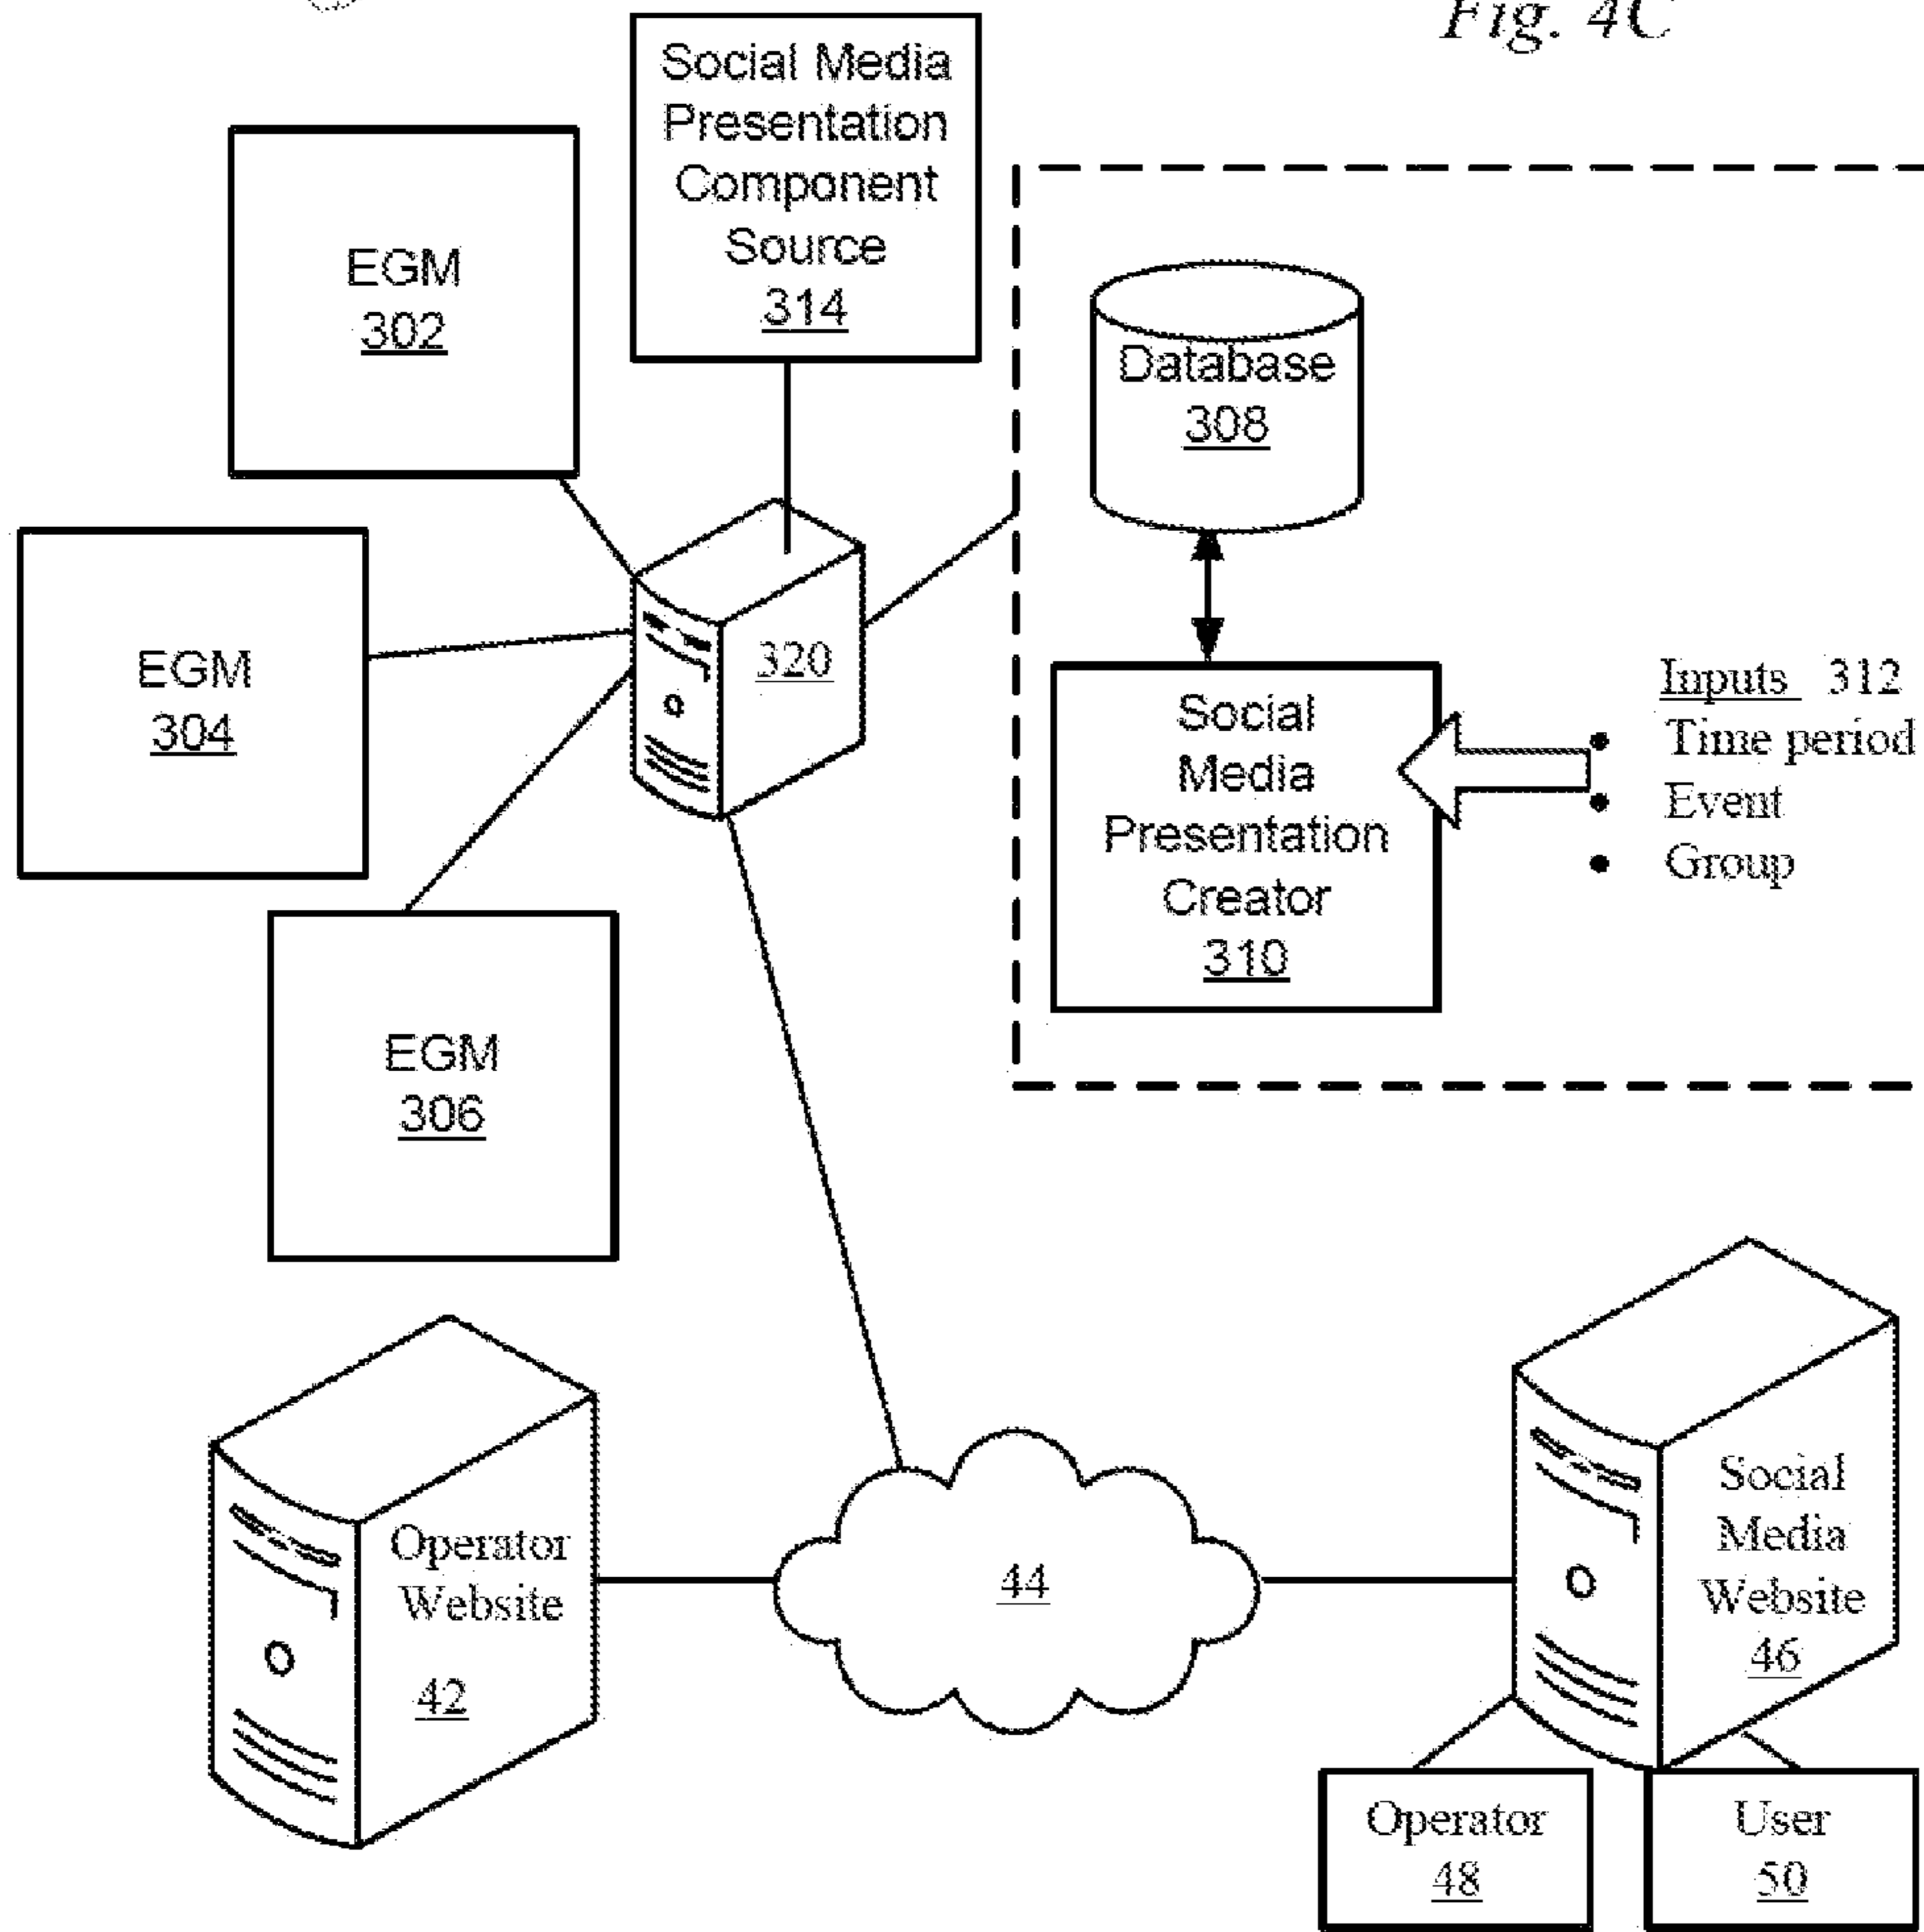 Fig. 4C
Social Media
Presentation
Component
Source
314
EGM
302
Database
308
EGM
304
320
Social
Media
Presentation
Creator
310
Inputs 312
• Time period
• Event
• Group
EGM
306
Operator
Website
42
44
Social
Media
Website
46
Operator
48
User
50